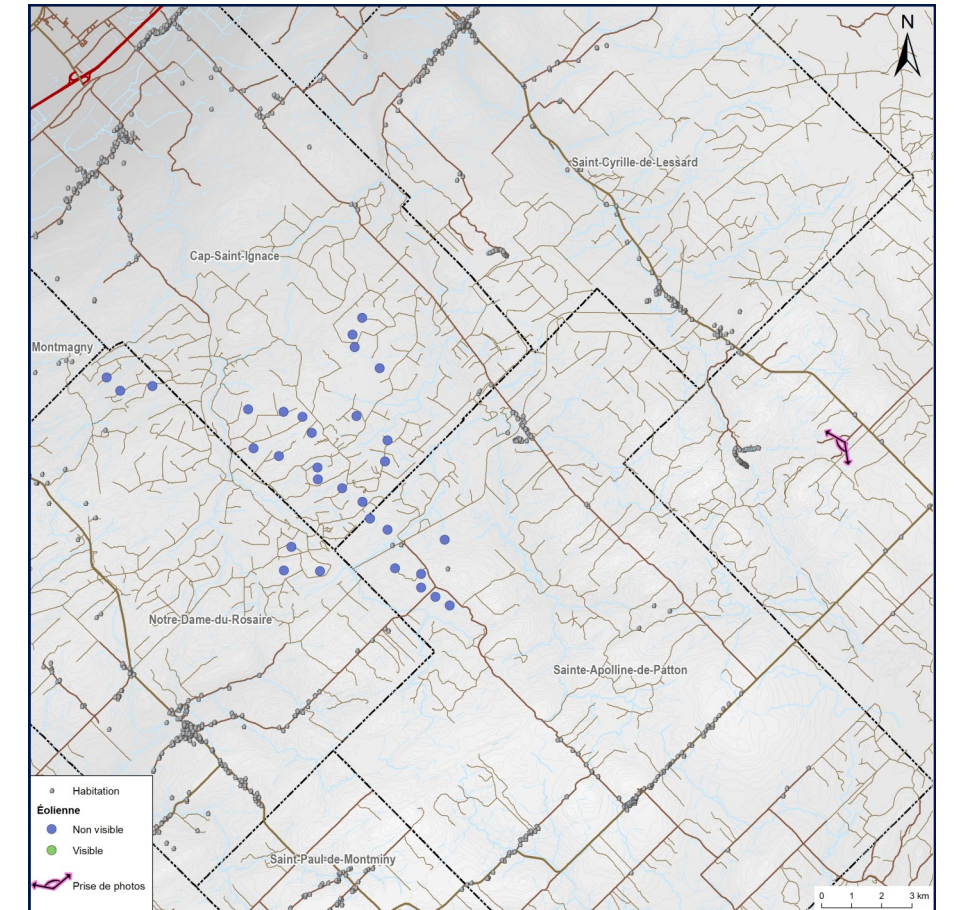 N
Saint-Cyrille-de-Lessard
Cap-Saint-Ignace
Montmagny
Notre-Dame-du-Rosaire
Sainte-Apolline-de-Patton
Saint-Paul-de-Montminy
Habitation
Éolienne
Non visible
Visible
Prise de photos
0 1 2 3 km